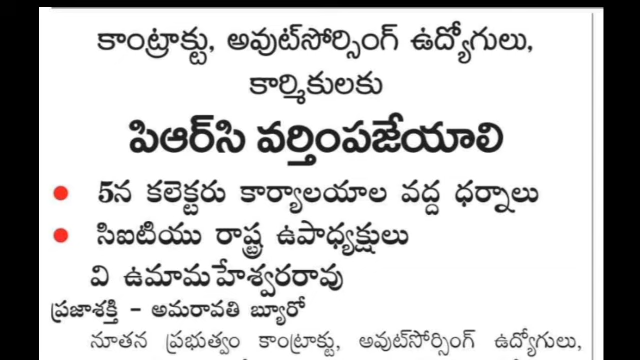 కాంట్రాక్టు, అవుట్‌సోర్సింగ్ ఉద్యోగులు,
కార్మికులకు
పిఆర్‌సి వర్తింపజేయాలి
5న కలెక్టరు కార్యాలయాల వద్ద ధర్నాలు
సిఐటియు రాష్ట్ర ఉపాధ్యక్షులు
వి ఉమామహేశ్వరరావు
ప్రజాశక్తి - అమరావతి బ్యూరో
నూతన ప్రభుత్వం కాంట్రాక్టు, అవుట్‌సోర్సింగ్ ఉద్యోగులు,